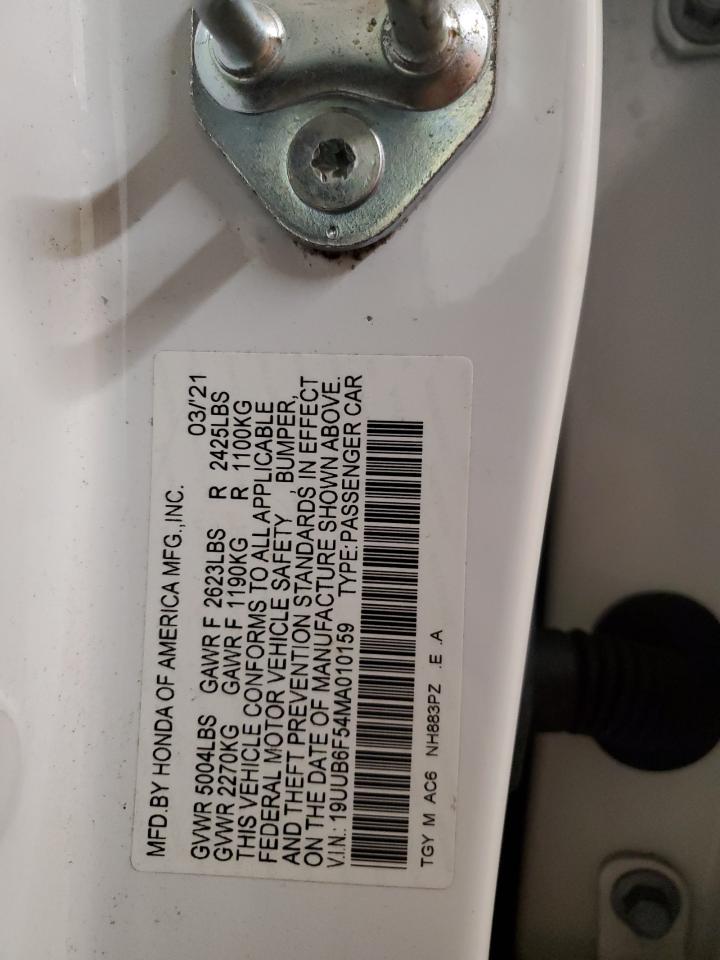 MFD.BY HONDA OF AMERICA MFG.,INC.
03/'21
GVWR 5004LBS GAWR F 2623LBS R 2425LBS
GVWR 2270KG GAWR F 1190KG R 1100KG
THIS VEHICLE CONFORMS TO ALL APPLICABLE
FEDERAL MOTOR VEHICLE SAFETY , BUMPER,
AND THEFT PREVENTION STANDARDS IN EFFECT
ON THE DATE OF MANUFACTURE SHOWN ABOVE.
V.I.N.: 19UUB6F54MA010159 TYPE:PASSENGER CAR
TGY M AC6 NH883PZ .E .A